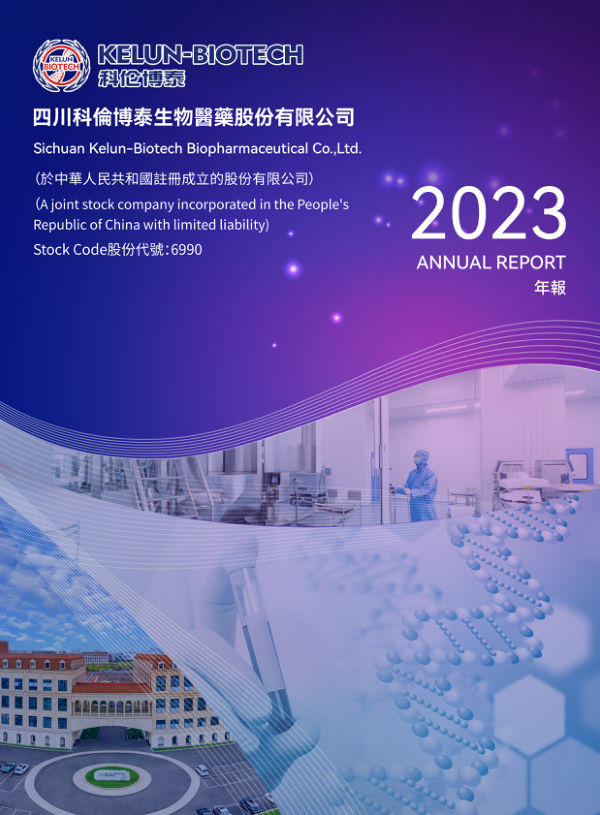 KELUN
BIOTECH
KELUN-BIOTECH
科伦博泰
四川科倫博泰生物醫藥股份有限公司
Sichuan Kelun-Biotech Biopharmaceutical Co.,Ltd.
（於中華人民共和國註冊成立的股份有限公司）
（A joint stock company incorporated in the People's
Republic of China with limited liability）
Stock Code股份代號：6990
2023
ANNUAL REPORT
年報